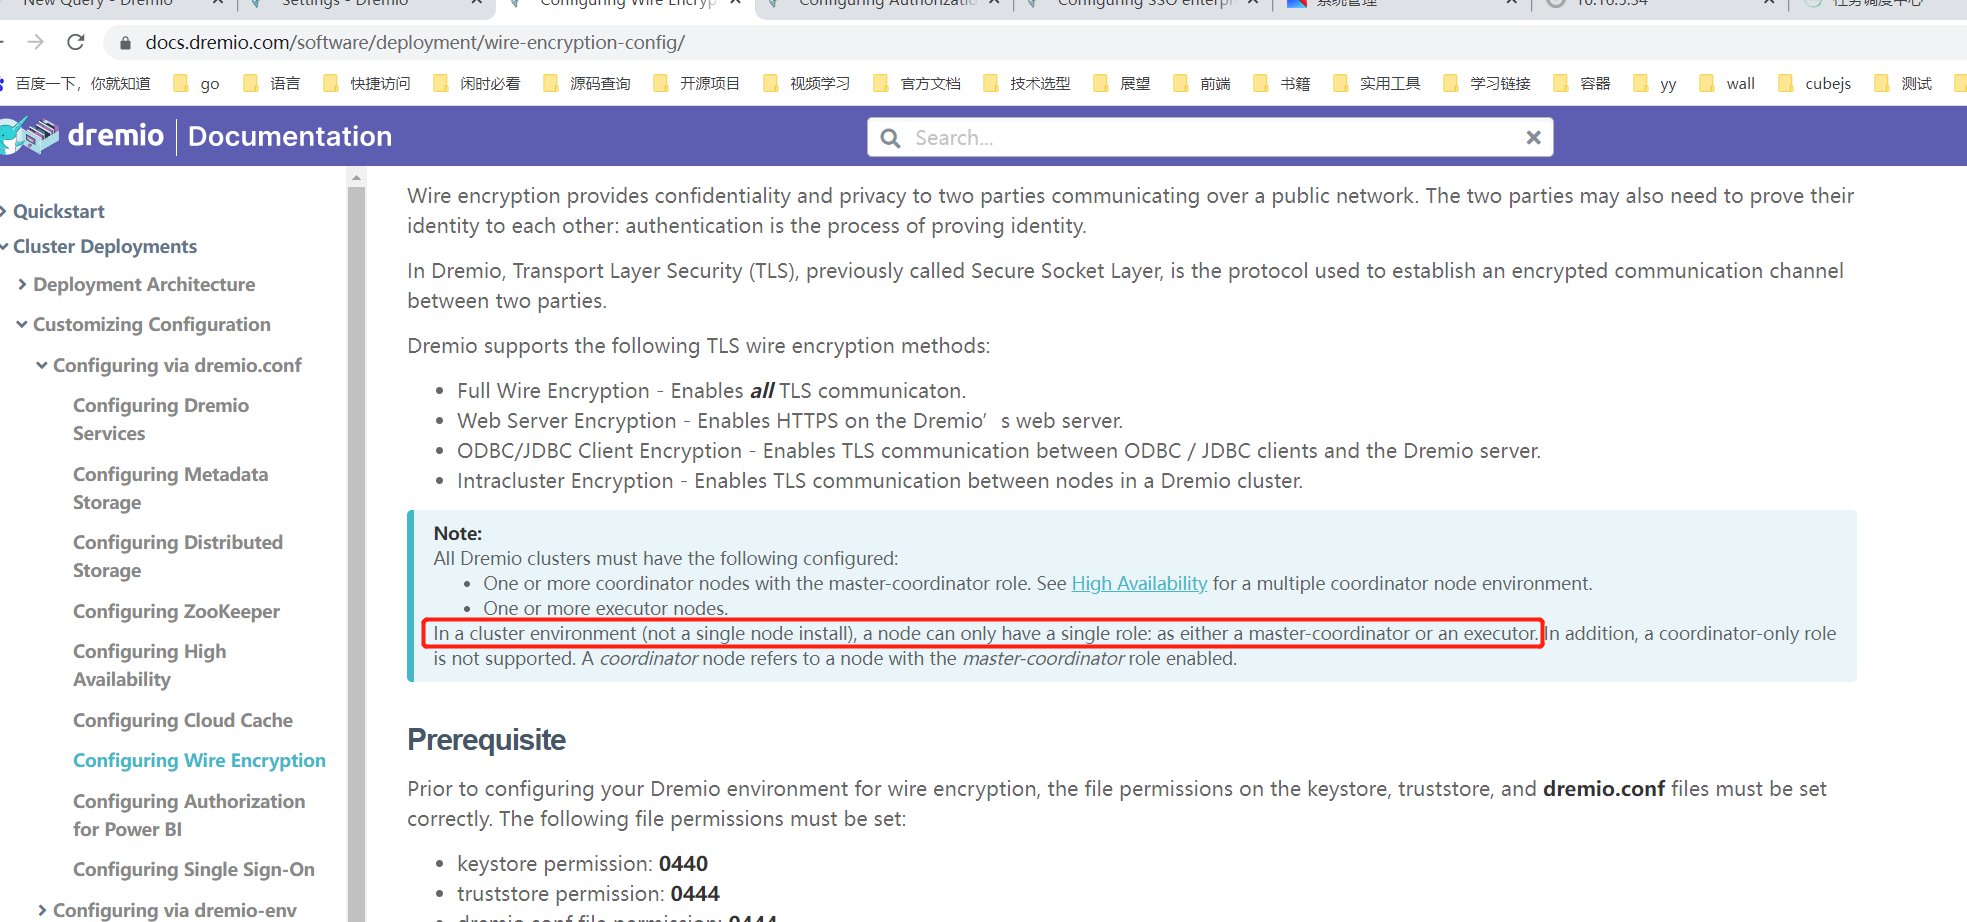 New Query - Dremio
Settings - Dremio
Configuring Wire Encryp
Configuring Authorizatio
Configuring SSO enterpr
系统管理
10.16.5.54
任务调度中心
docs.dremio.com/software/deployment/wire-encryption-config/
百度一下，你就知道 go 语言 快捷访问 闲时必看 源码查询 开源项目 视频学习 官方文档 技术选型 展望 前端 书籍 实用工具 学习链接 容器 yy wall cubejs 测试
dremio Documentation
Search...
Quickstart
Cluster Deployments
Deployment Architecture
Customizing Configuration
Configuring via dremio.conf
Configuring Dremio
Services
Configuring Metadata
Storage
Configuring Distributed
Storage
Configuring ZooKeeper
Configuring High
Availability
Configuring Cloud Cache
Configuring Wire Encryption
Configuring Authorization
for Power BI
Configuring Single Sign-On
Configuring via dremio-env
Wire encryption provides confidentiality and privacy to two parties communicating over a public network. The two parties may also need to prove their
identity to each other: authentication is the process of proving identity.
In Dremio, Transport Layer Security (TLS), previously called Secure Socket Layer, is the protocol used to establish an encrypted communication channel
between two parties.
Dremio supports the following TLS wire encryption methods:
• Full Wire Encryption - Enables all TLS communicaton.
• Web Server Encryption - Enables HTTPS on the Dremio’s web server.
• ODBC/JDBC Client Encryption - Enables TLS communication between ODBC / JDBC clients and the Dremio server.
• Intracluster Encryption - Enables TLS communication between nodes in a Dremio cluster.
Note:
All Dremio clusters must have the following configured:
• One or more coordinator nodes with the master-coordinator role. See High Availability for a multiple coordinator node environment.
• One or more executor nodes.
In a cluster environment (not a single node install), a node can only have a single role: as either a master-coordinator or an executor. In addition, a coordinator-only role
is not supported. A coordinator node refers to a node with the master-coordinator role enabled.
Prerequisite
Prior to configuring your Dremio environment for wire encryption, the file permissions on the keystore, truststore, and dremio.conf files must be set
correctly. The following file permissions must be set:
• keystore permission: 0440
• truststore permission: 0444
• dremio.conf file permission: 0444